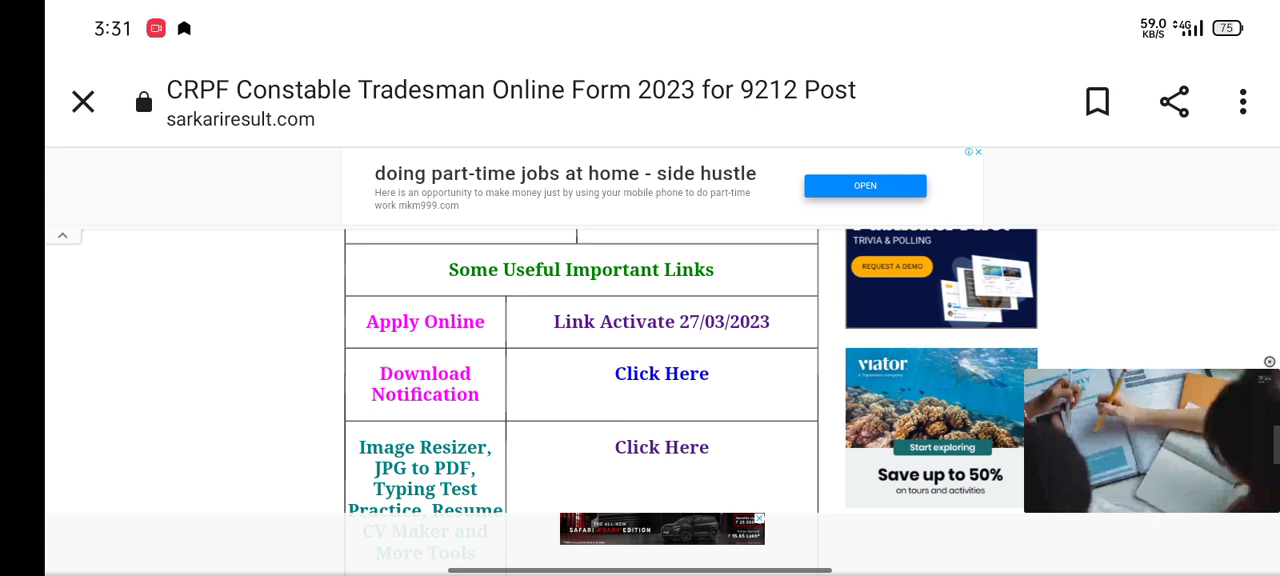 3:31
59.0
KB/S
4G
75
CRPF Constable Tradesman Online Form 2023 for 9212 Post
sarkariresult.com
doing part-time jobs at home - side hustle
Here is an opportunity to make money just by using your mobile phone to do part-time
work mkm999.com
OPEN
TRIVIA & POLLING
REQUEST A DEMO
Some Useful Important Links
Apply Online
Link Activate 27/03/2023
Download
Notification
Click Here
Image Resizer,
JPG to PDF,
Typing Test
Practice, Resume
CV Maker and
More Tools
Click Here
viator
Start exploring
Save up to 50%
on tours and activities
THE ALL-NEW
SAFARI EDITION